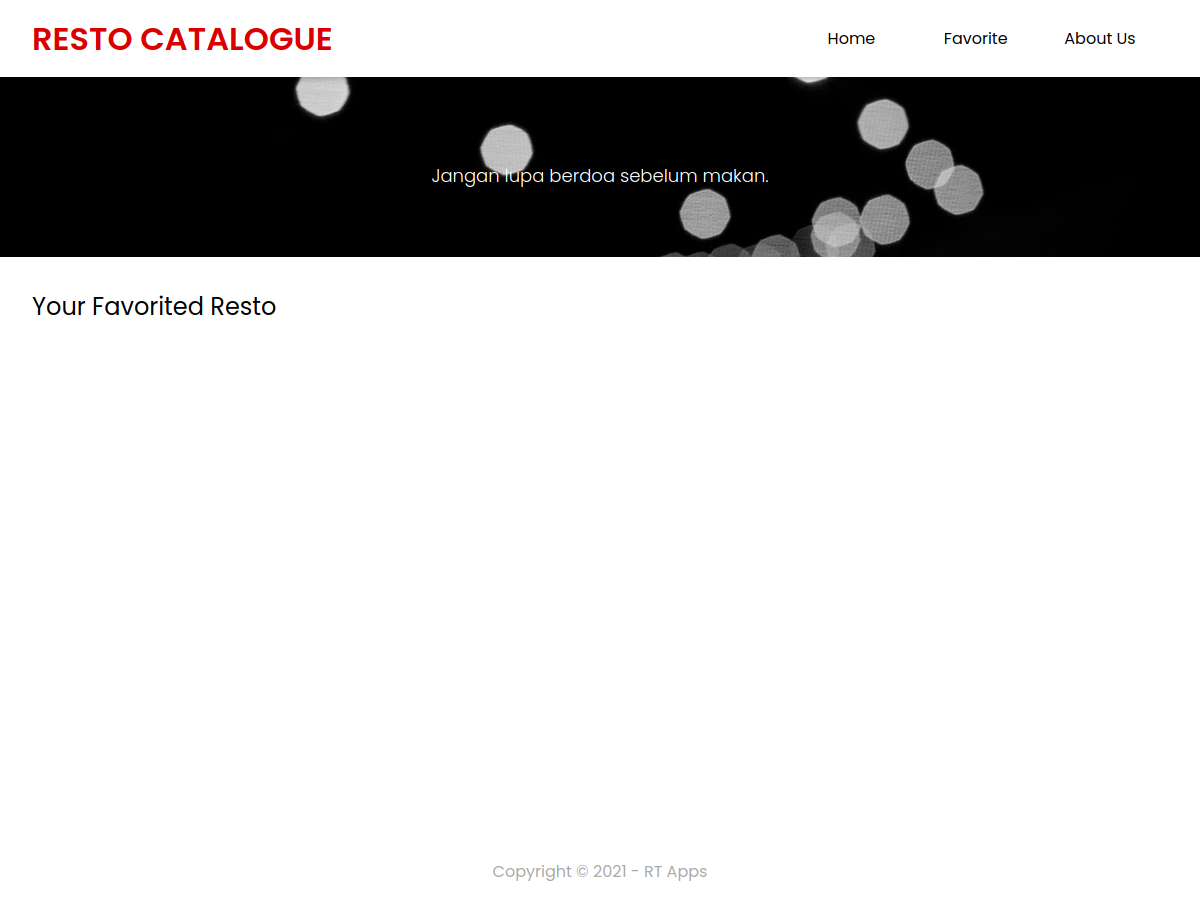 RESTO CATALOGUE
Home Favorite About Us
Jangan lupa berdoa sebelum makan.
Your Favorited Resto
Copyright © 2021 - RT Apps